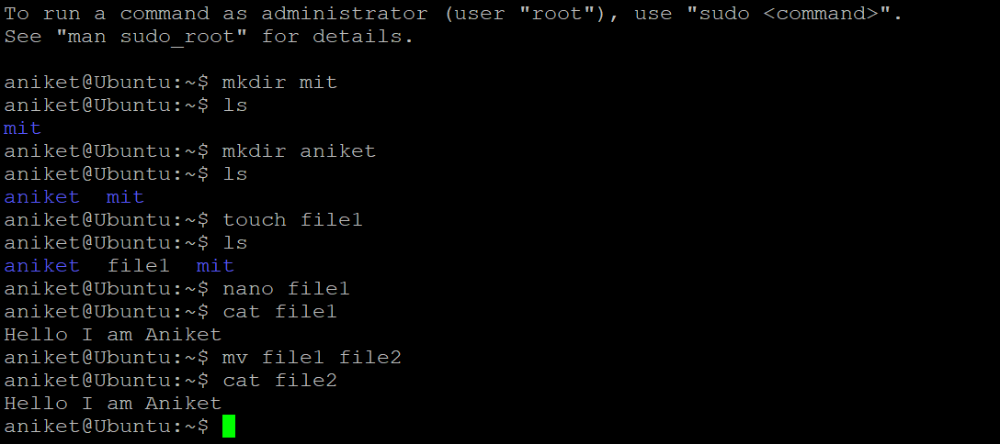 To run a command as administrator (user "root"), use "sudo <command>".
See "man sudo_root" for details.
aniket@Ubuntu:~$ mkdir mit
aniket@Ubuntu:~$ ls
mit
aniket@Ubuntu:~$ mkdir aniket
aniket@Ubuntu:~$ ls
aniket  mit
aniket@Ubuntu:~$ touch file1
aniket@Ubuntu:~$ ls
aniket  file1  mit
aniket@Ubuntu:~$ nano file1
aniket@Ubuntu:~$ cat file1
Hello I am Aniket
aniket@Ubuntu:~$ mv file1 file2
aniket@Ubuntu:~$ cat file2
Hello I am Aniket
aniket@Ubuntu:~$